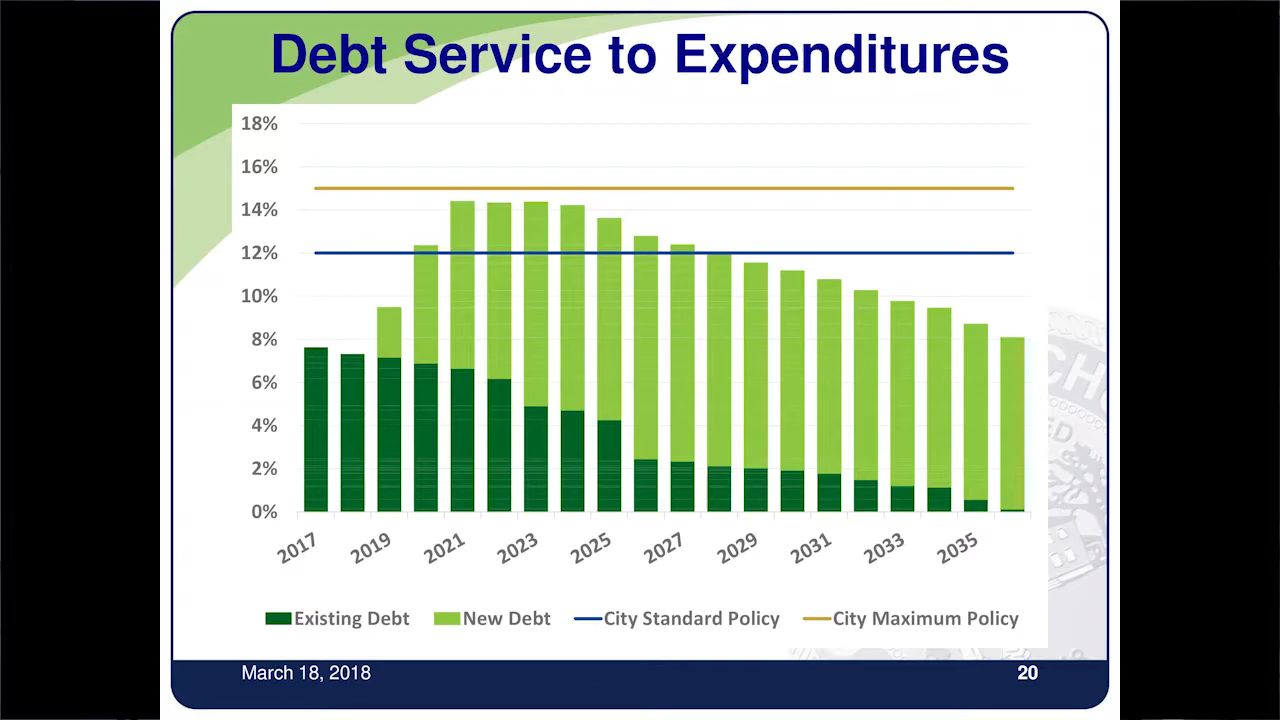 Debt Service to Expenditures
18%
16%
14%
12%
10%
8%
6%
4%
2%
0%
2017 2019 2021 2023 2025 2027 2029 2031 2033 2035
Existing Debt New Debt City Standard Policy City Maximum Policy
March 18, 2018 20